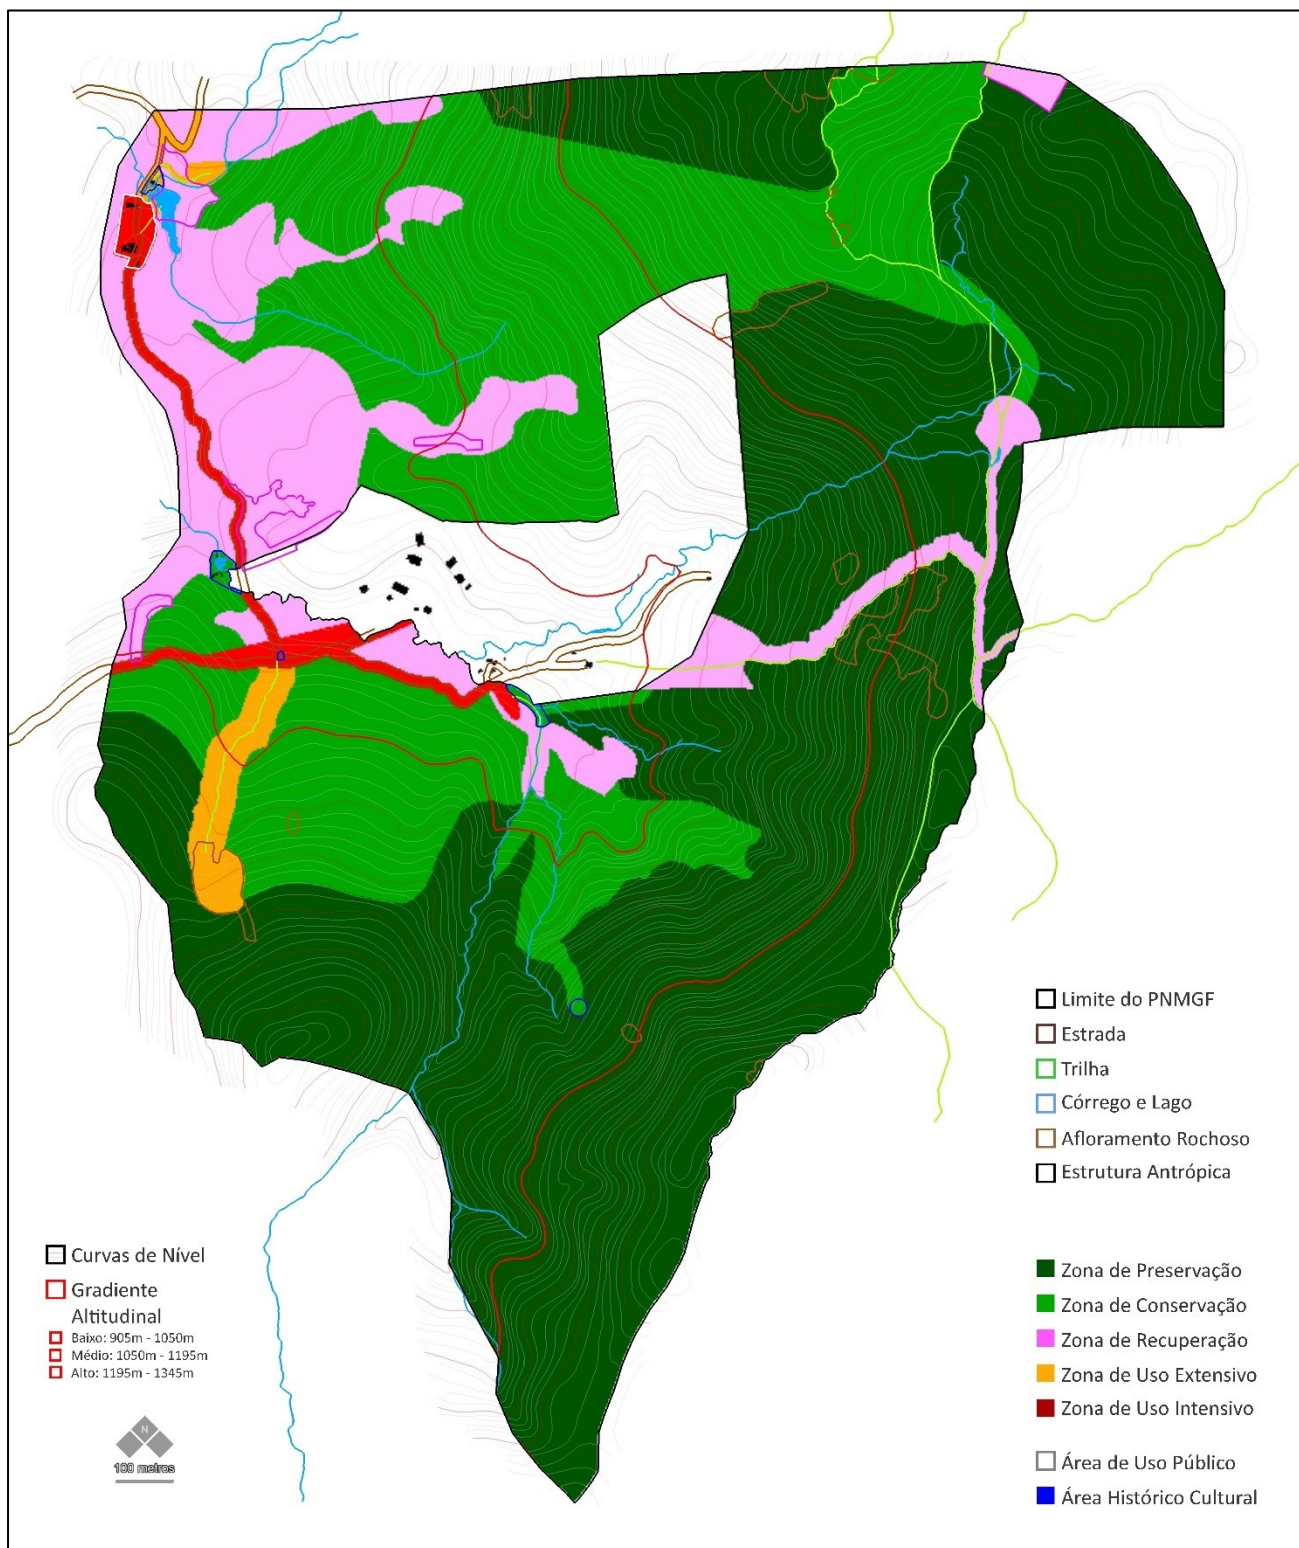 Limite do PNMGF
Estrada
Trilha
Córrego e Lago
Afloramento Rochoso
Estrutura Antrópica
Curvas de Nível
Gradiente
Altitudinal
Baixo: 905m - 1050m
Médio: 1050m - 1195m
Alto: 1195m - 1345m
N
100 metros
Zona de Preservação
Zona de Conservação
Zona de Recuperação
Zona de Uso Extensivo
Zona de Uso Intensivo
Área de Uso Público
Área Histórico Cultural